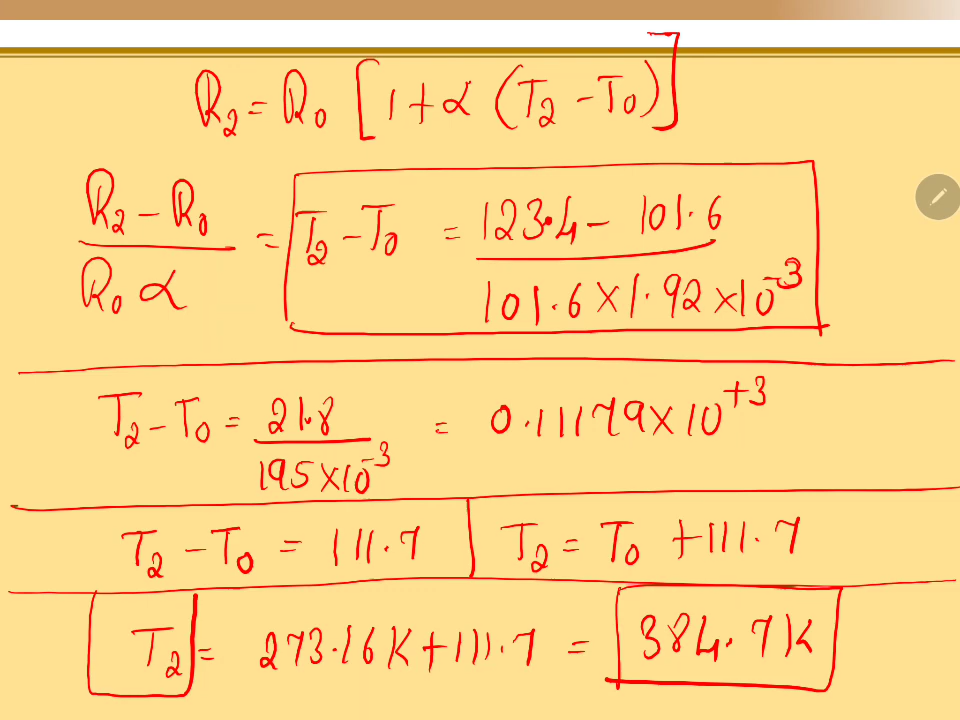 R₂ = R₀ [1 + α (T₂ – T₀)]
(R₂ – R₀) / (R₀ α) = T₂ – T₀ = (123.4 – 101.6) / (101.6 × 1.92 × 10⁻³)
T₂ – T₀ = 21.8 / (195 × 10⁻³) = 0.11179 × 10⁺³
T₂ – T₀ = 111.7 | T₂ = T₀ + 111.7
T₂ = 273.16 K + 111.7 = 384.7 K